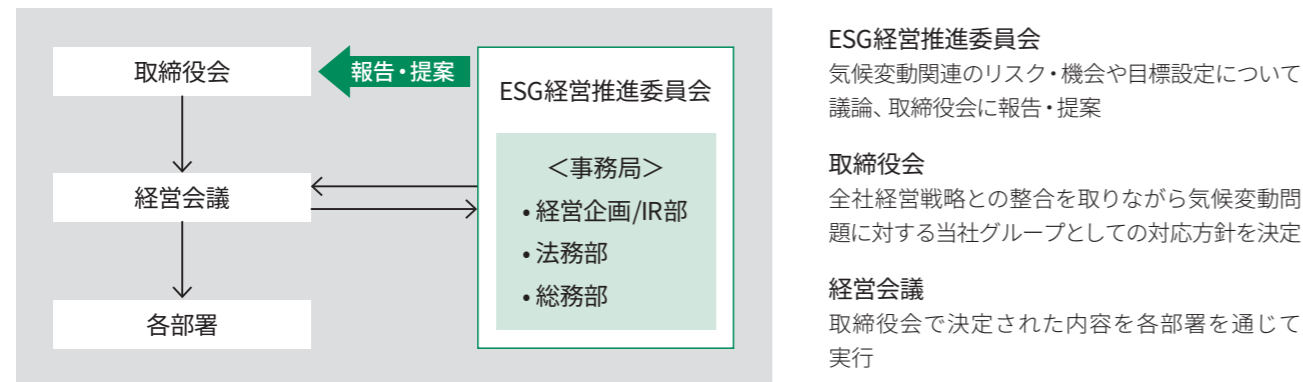 取締役会
報告・提案
経営会議
各部署
ESG経営推進委員会
＜事務局＞
• 経営企画/IR部
• 法務部
• 総務部
ESG経営推進委員会
気候変動関連のリスク・機会や目標設定について
議論、取締役会に報告・提案
取締役会
全社経営戦略との整合を取りながら気候変動問
題に対する当社グループとしての対応方針を決定
経営会議
取締役会で決定された内容を各部署を通じて
実行